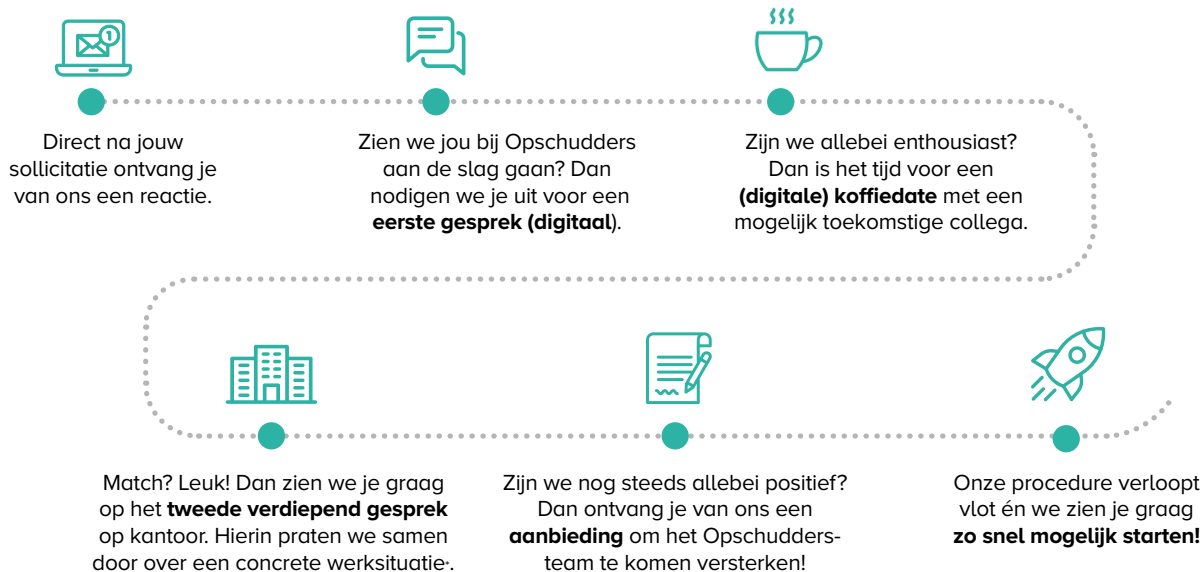 1
Direct na jouw
sollicitatie ontvang je
van ons een reactie.
Zien we jou bij Opschudders
aan de slag gaan? Dan
nodigen we je uit voor een
eerste gesprek (digitaal).
Zijn we allebei enthousiast?
Dan is het tijd voor een
(digitale) koffiedate met een
mogelijk toekomstige collega.
Match? Leuk! Dan zien we je graag
op het tweede verdiepend gesprek
op kantoor. Hierin praten we samen
door over een concrete werksituatie*.
Zijn we nog steeds allebei positief?
Dan ontvang je van ons een
aanbieding om het Opschudders-
team te komen versterken!
Onze procedure verloopt
vlot én we zien je graag
zo snel mogelijk starten!